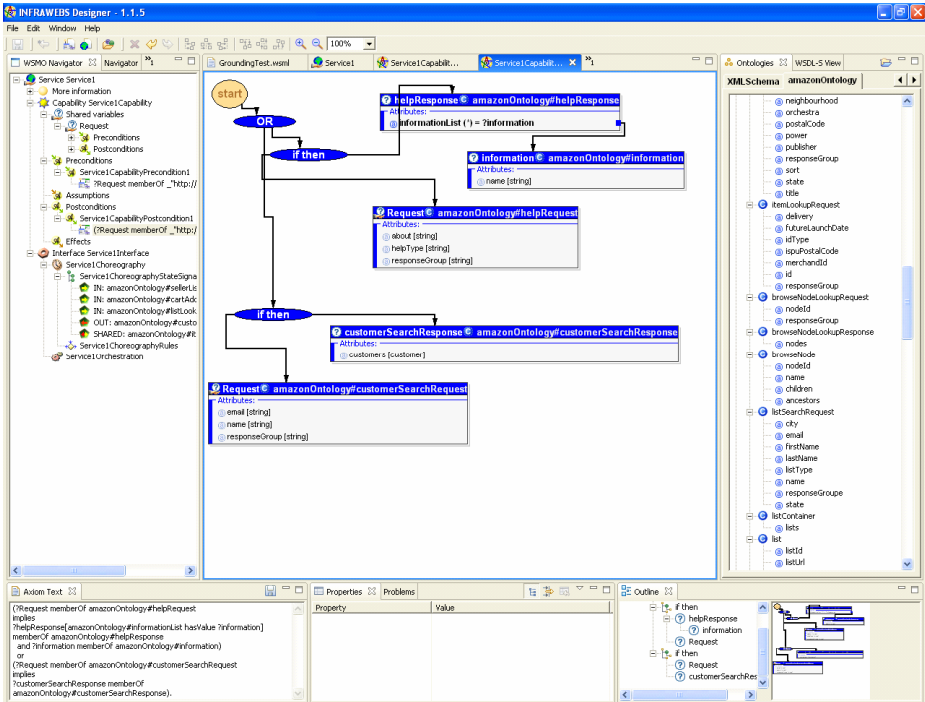 INFRAWEBS Designer - 1.1.5
File Edit Window Help
100%
WSMO Navigator Navigator »1
Service Service1
More information
Capability Service1Capability
Shared variables
?Request
Preconditions
Postconditions
Preconditions
Service1CapabilityPrecondition1
?Request memberOf _"http://
Assumptions
Postconditions
Service1CapabilityPostcondition1
(?Request memberOf _"http:/
Effects
Interface Service1Interface
Service1Choreography
Service1ChoreographyStateSigna
IN: amazonOntology#sellerLis
IN: amazonOntology#cartAdd
IN: amazonOntology#listLook
OUT: amazonOntology#custo
SHARED: amazonOntology#it
Service1ChoreographyRules
Service1Orchestration
GroundingTest.wsml Service1 Service1Capabilit... Service1Capabilit... »1
start
OR
if then
helpResponse amazonOntology#helpResponse
Attributes:
informationList (*) = ?information
information amazonOntology#information
Attributes:
name [string]
Request amazonOntology#helpRequest
Attributes:
about [string]
helpType [string]
responseGroup [string]
if then
customerSearchResponse amazonOntology#customerSearchResponse
Attributes:
customers [customer]
Request amazonOntology#customerSearchRequest
Attributes:
email [string]
name [string]
responseGroup [string]
Ontologies WSDL-S View
XMLSchema amazonOntology
neighbourhood
orchestra
postalCode
power
publisher
responseGroup
sort
state
title
itemLookupRequest
delivery
futureLaunchDate
idType
ispuPostalCode
merchandId
id
responseGroup
browseNodeLookupRequest
nodeId
responseGroup
browseNodeLookupResponse
nodes
browseNode
nodeId
name
children
ancestors
listSearchRequest
city
email
firstName
lastName
listType
name
responseGroupe
state
listContainer
lists
list
listId
listUrl
Axiom Text
(?Request memberOf amazonOntology#helpRequest
implies
?helpResponse[amazonOntology#informationList hasValue ?information]
memberOf amazonOntology#helpResponse
and ?information memberOf amazonOntology#information)
or
(?Request memberOf amazonOntology#customerSearchRequest
implies
?customerSearchResponse memberOf
amazonOntology#customerSearchResponse).
Properties Problems
Property Value
Outline
if then
helpResponse
information
Request
if then
Request
customerSearchRes